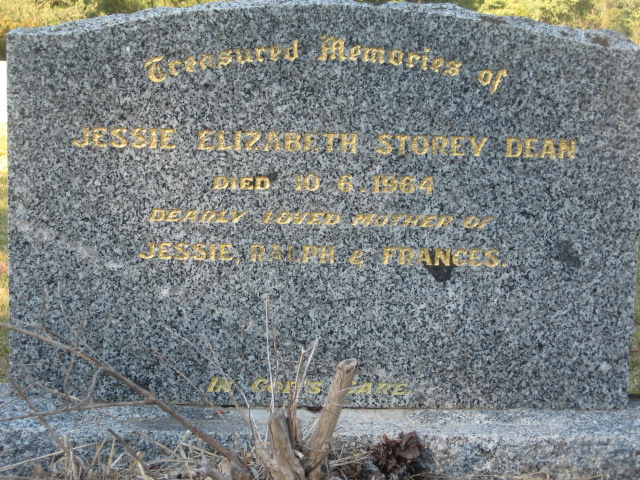 Treasured Memories of
JESSIE ELIZABETH STOREY DEAN
DIED 10.6.1964
DEARLY LOVED MOTHER OF
JESSIE, RALPH & FRANCES.
IN GOD'S CARE